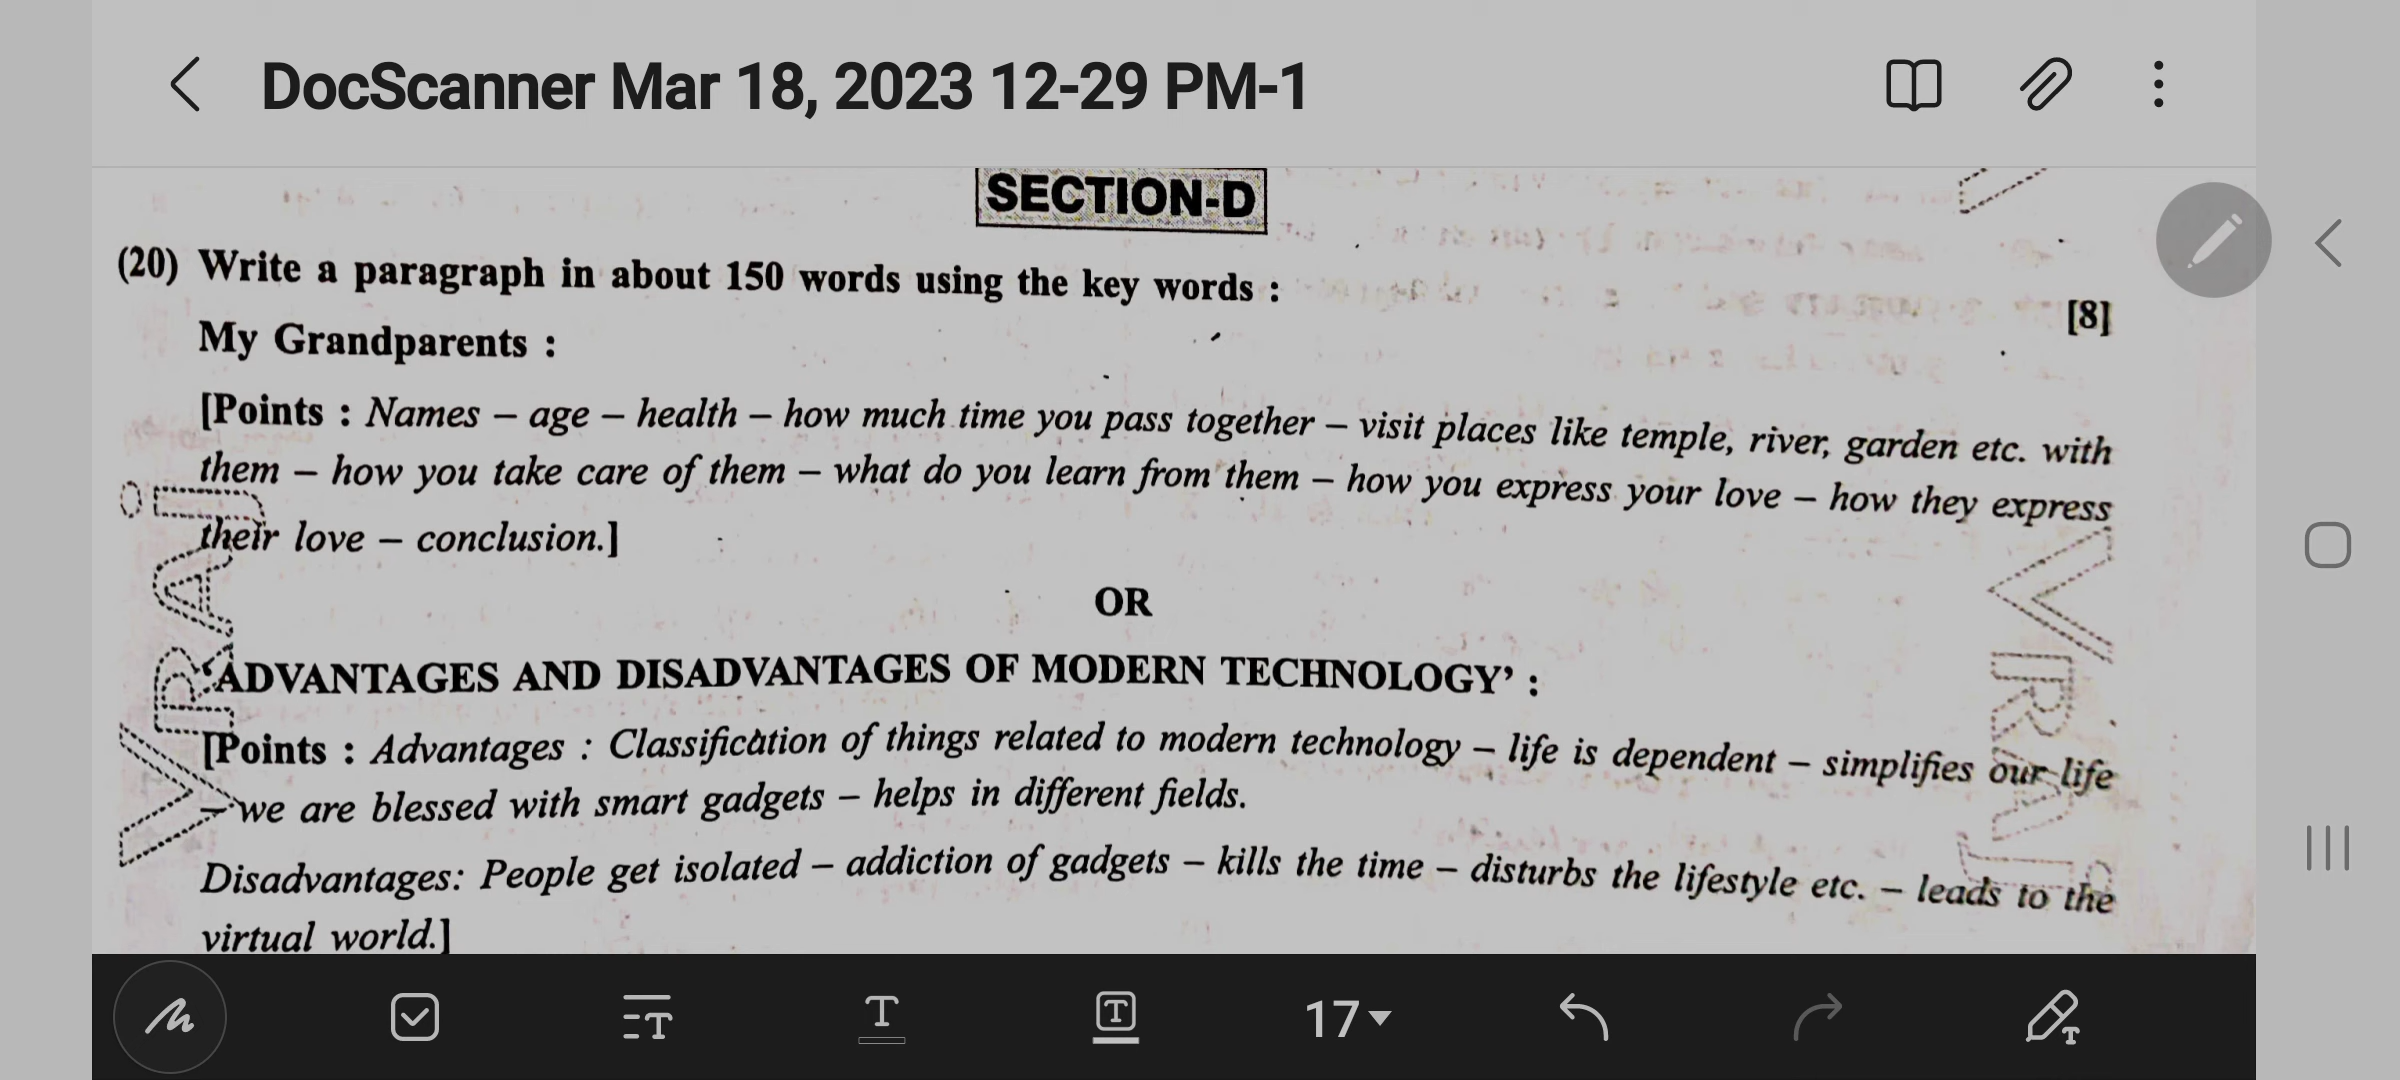 DocScanner Mar 18, 2023 12-29 PM-1
SECTION-D
(20) Write a paragraph in about 150 words using the key words :
[8]
My Grandparents :
[Points : Names – age – health – how much time you pass together – visit places like temple, river, garden etc. with
them – how you take care of them – what do you learn from them – how you express your love – how they express
their love – conclusion.]
OR
‘ADVANTAGES AND DISADVANTAGES OF MODERN TECHNOLOGY’ :
[Points : Advantages : Classification of things related to modern technology – life is dependent – simplifies our life
– we are blessed with smart gadgets – helps in different fields.
Disadvantages: People get isolated – addiction of gadgets – kills the time – disturbs the lifestyle etc. – leads to the
virtual world.]
VIRAT
VIRAT
17